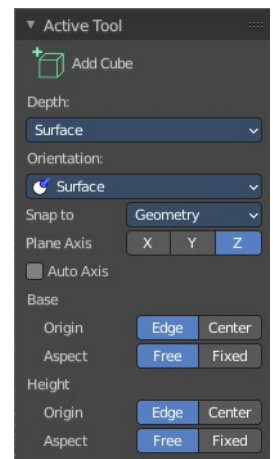 Active Tool
Add Cube
Depth:
Surface
Orientation:
Surface
Snap to Geometry
Plane Axis X Y Z
Auto Axis
Base
Origin Edge Center
Aspect Free Fixed
Height
Origin Edge Center
Aspect Free Fixed